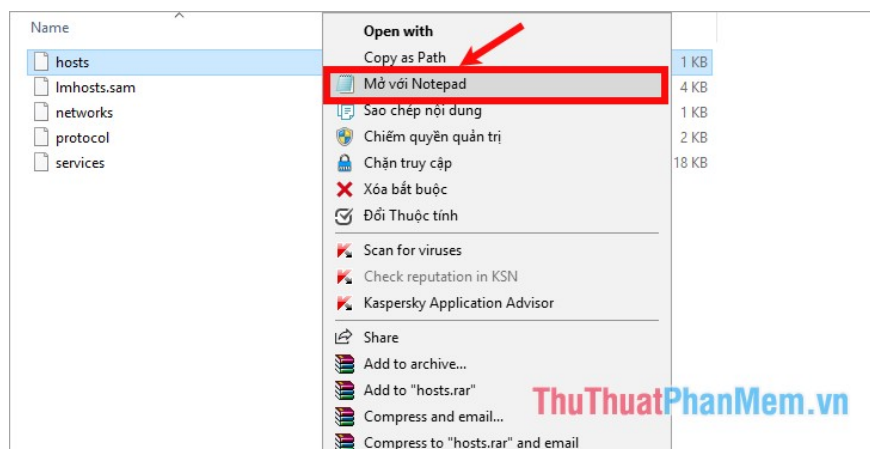 Name
hosts
lmhosts.sam
networks
protocol
services
Open with
Copy as Path
Mở với Notepad
Sao chép nội dung
Chiếm quyền quản trị
Chặn truy cập
Xóa bắt buộc
Đổi Thuộc tính
Scan for viruses
Check reputation in KSN
Kaspersky Application Advisor
Share
Add to archive...
Add to "hosts.rar"
Compress and email...
Compress to "hosts.rar" and email
1 KB
4 KB
1 KB
2 KB
18 KB
ThuThuatPhanMem.vn